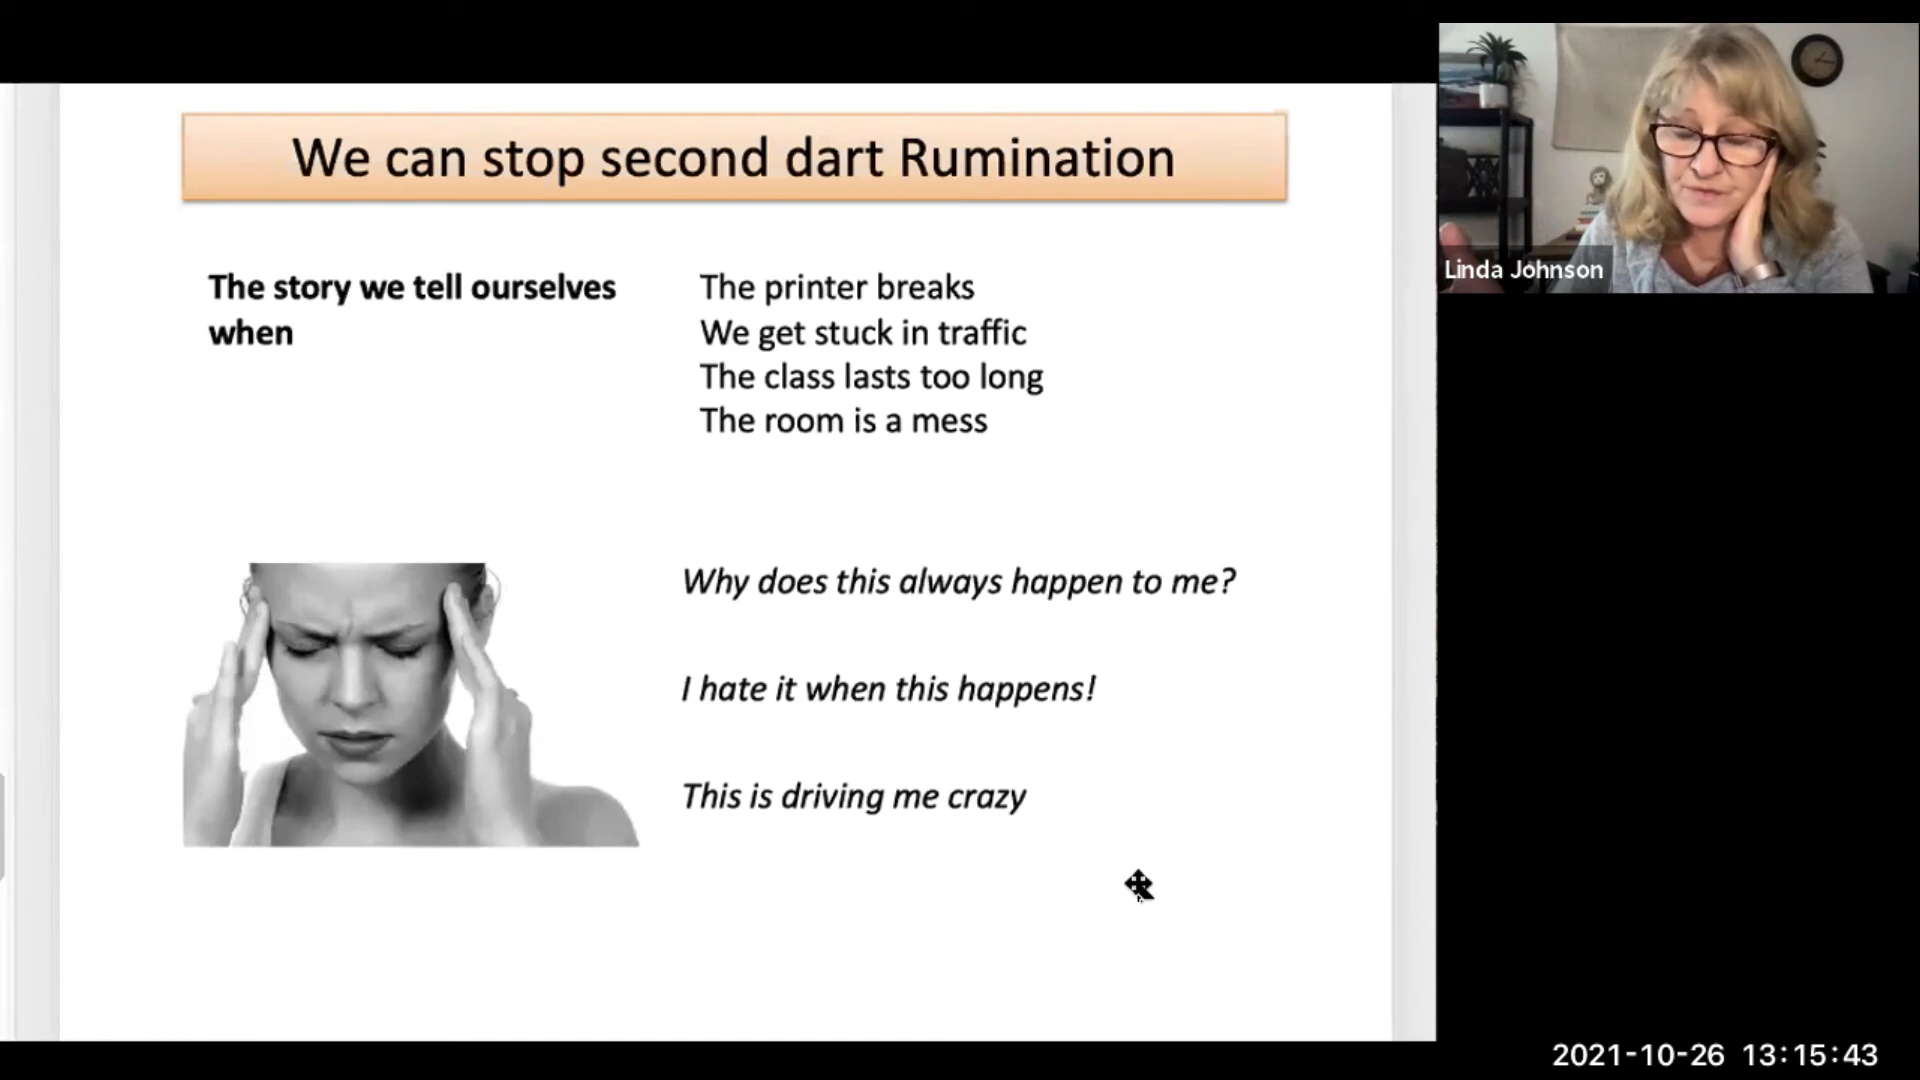 We can stop second dart Rumination
The story we tell ourselves
when
The printer breaks
We get stuck in traffic
The class lasts too long
The room is a mess
Why does this always happen to me?
I hate it when this happens!
This is driving me crazy
Linda Johnson
2021-10-26 13:15:43